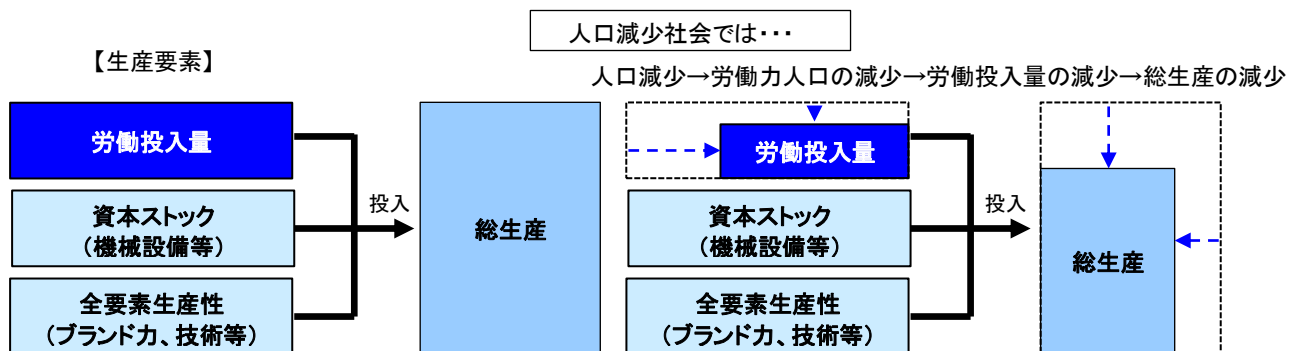 人口減少社会では・・・
【生産要素】
人口減少→労働力人口の減少→労働投入量の減少→総生産の減少
労働投入量
資本ストック
（機械設備等）
全要素生産性
（ブランド力、技術等）
投入
総生産
労働投入量
資本ストック
（機械設備等）
全要素生産性
（ブランド力、技術等）
投入
総生産